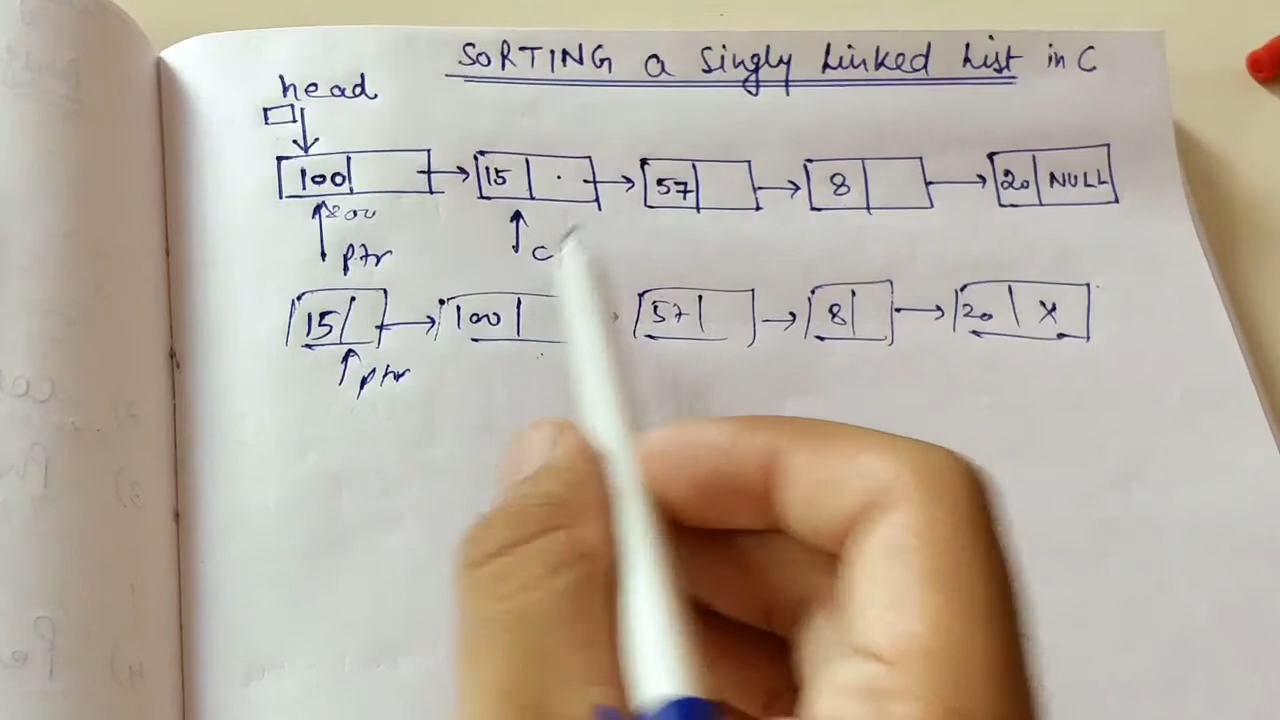 SORTING a Singly Linked List in C
head
100 15 57 8 20 NULL
ptr
15 100 57 8 20 X
ptr